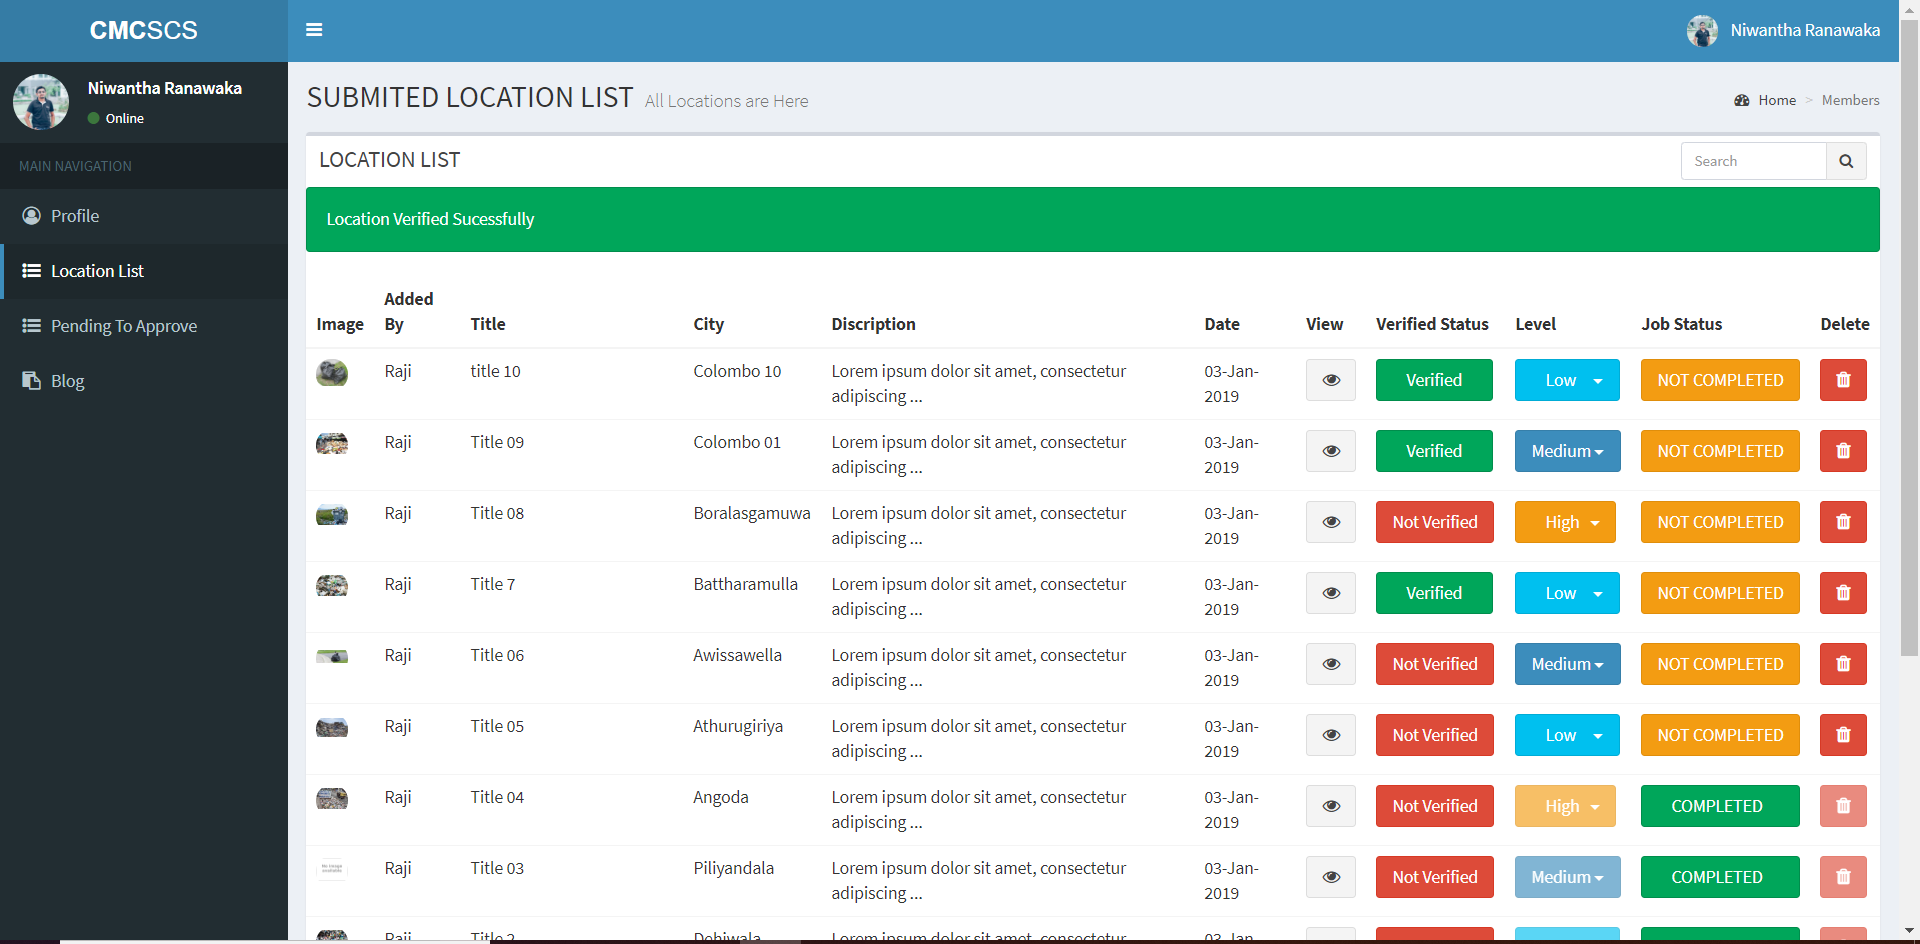 CMCSCS
Niwantha Ranawaka
Niwantha Ranawaka
Online
MAIN NAVIGATION
Profile
Location List
Pending To Approve
Blog
SUBMITED LOCATION LIST All Locations are Here
Home > Members
LOCATION LIST
Search
Location Verified Sucessfully
Image Added By Title City Discription Date View Verified Status Level Job Status Delete
Raji title 10 Colombo 10 Lorem ipsum dolor sit amet, consectetur 03-Jan- Verified Low NOT COMPLETED
adipiscing ... 2019
Raji Title 09 Colombo 01 Lorem ipsum dolor sit amet, consectetur 03-Jan- Verified Medium NOT COMPLETED
adipiscing ... 2019
Raji Title 08 Boralasgamuwa Lorem ipsum dolor sit amet, consectetur 03-Jan- Not Verified High NOT COMPLETED
adipiscing ... 2019
Raji Title 7 Battharamulla Lorem ipsum dolor sit amet, consectetur 03-Jan- Verified Low NOT COMPLETED
adipiscing ... 2019
Raji Title 06 Awissawella Lorem ipsum dolor sit amet, consectetur 03-Jan- Not Verified Medium NOT COMPLETED
adipiscing ... 2019
Raji Title 05 Athurugiriya Lorem ipsum dolor sit amet, consectetur 03-Jan- Not Verified Low NOT COMPLETED
adipiscing ... 2019
Raji Title 04 Angoda Lorem ipsum dolor sit amet, consectetur 03-Jan- Not Verified High COMPLETED
adipiscing ... 2019
No image available Raji Title 03 Piliyandala Lorem ipsum dolor sit amet, consectetur 03-Jan- Not Verified Medium COMPLETED
adipiscing ... 2019
Raji Title 2 Dehiwala Lorem ipsum dolor sit amet, consectetur 03-Jan-